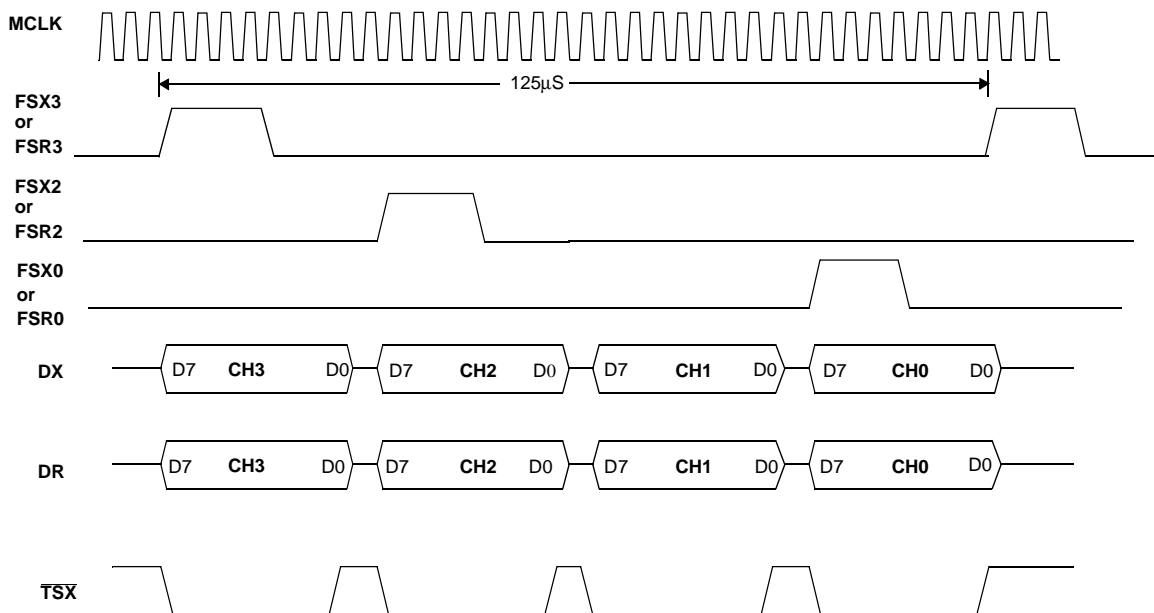 MCLK
125μS
FSX3
or
FSR3
FSX2
or
FSR2
FSX0
or
FSR0
DX
D7 CH3 D0 D7 CH2 D0 D7 CH1 D0 D7 CH0 D0
DR
D7 CH3 D0 D7 CH2 D0 D7 CH1 D0 D7 CH0 D0
TSX